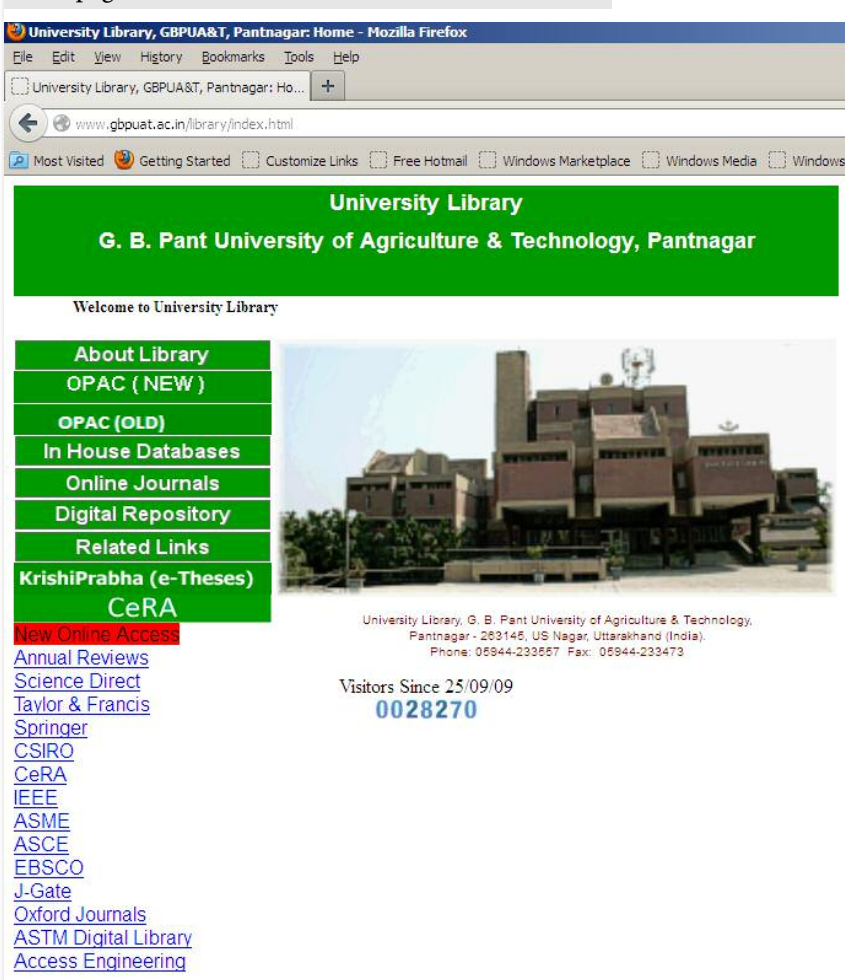 University Library, GBPUA&T, Pantnagar: Home - Mozilla Firefox
File Edit View History Bookmarks Tools Help
University Library, GBPUA&T, Pantnagar: Ho... +
www.gbpuat.ac.in/library/index.html
Most Visited Getting Started Customize Links Free Hotmail Windows Marketplace Windows Media Windows
University Library
G. B. Pant University of Agriculture & Technology, Pantnagar
Welcome to University Library
About Library
OPAC ( NEW )
OPAC (OLD)
In House Databases
Online Journals
Digital Repository
Related Links
KrishiPrabha (e-Theses)
CeRA
New Online Access
Annual Reviews
Science Direct
Taylor & Francis
Springer
CSIRO
CeRA
IEEE
ASME
ASCE
EBSCO
J-Gate
Oxford Journals
ASTM Digital Library
Access Engineering
University Library, G. B. Pant University of Agriculture & Technology,
Pantnagar - 263145, US Nagar, Uttarakhand (India).
Phone: 05944-233557 Fax: 05944-233473
Visitors Since 25/09/09
0028270